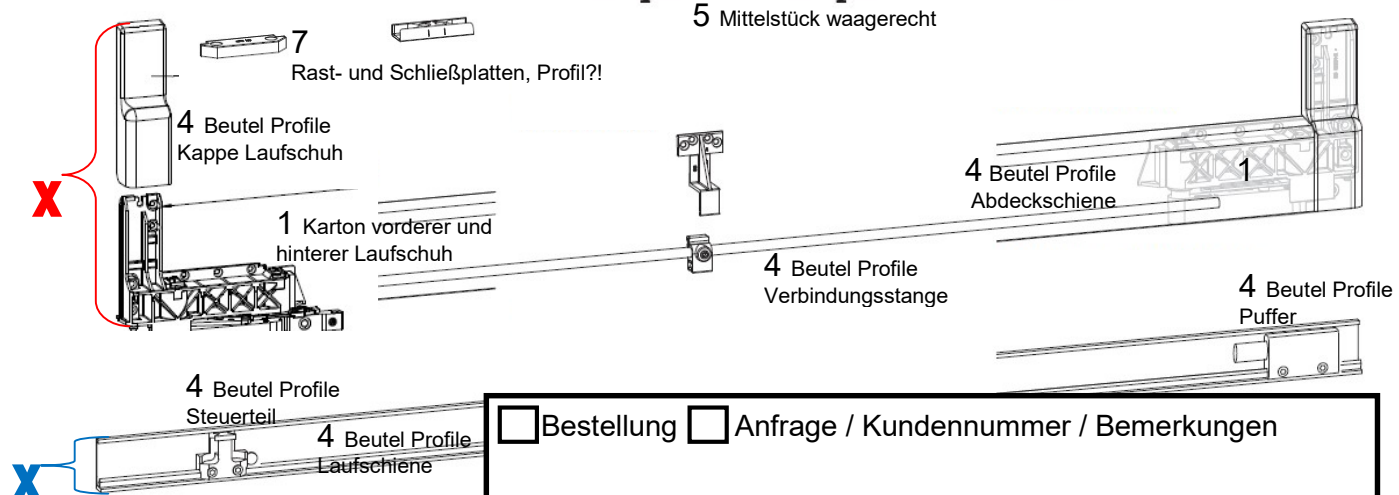 5 Mittelstück waagerecht
7
Rast- und Schließplatten, Profil?!
4 Beutel Profile
Kappe Laufschuh
X
1 Karton vorderer und
hinterer Laufschuh
4 Beutel Profile
Abdeckschiene
1
4 Beutel Profile
Verbindungsstange
4 Beutel Profile
Puffer
4 Beutel Profile
Steuerteil
4 Beutel Profile
Laufschiene
X
Bestellung Anfrage / Kundennummer / Bemerkungen